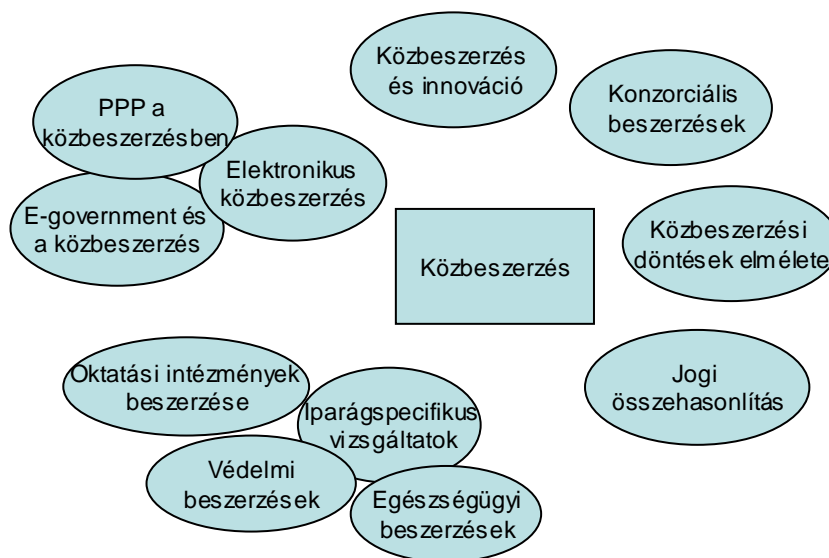 Közbeszerzés
és innováció
Konzorciális
beszerzések
PPP a
közbeszerzésben
Elektronikus
közbeszerzés
E-government és
a közbeszerzés
Közbeszerzési
döntések elmélete
Közbeszerzés
Oktatási intézmények
beszerzése
Iparágspecifikus
vizsgáltatok
Jogi
összehasonlítás
Védelmi
beszerzések
Egészségügyi
beszerzések